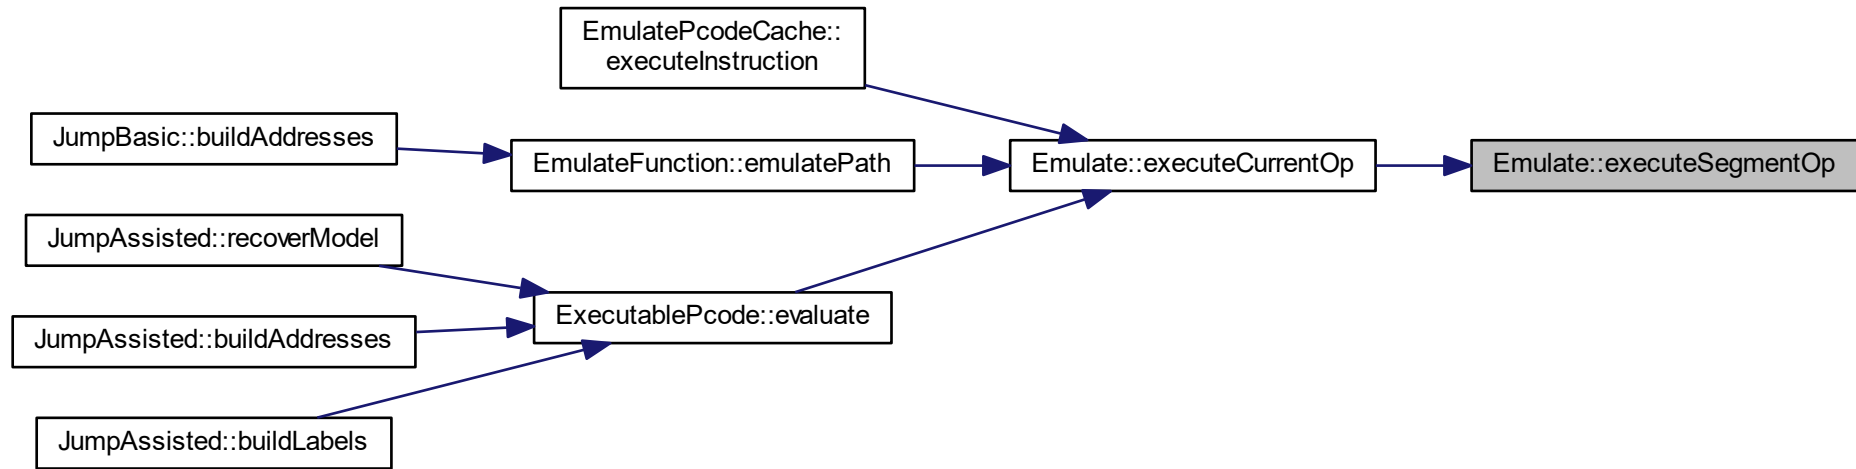 EmulatePcodeCache::
executeInstruction
JumpBasic::buildAddresses
EmulateFunction::emulatePath
Emulate::executeCurrentOp
Emulate::executeSegmentOp
JumpAssisted::recoverModel
ExecutablePcode::evaluate
JumpAssisted::buildAddresses
JumpAssisted::buildLabels